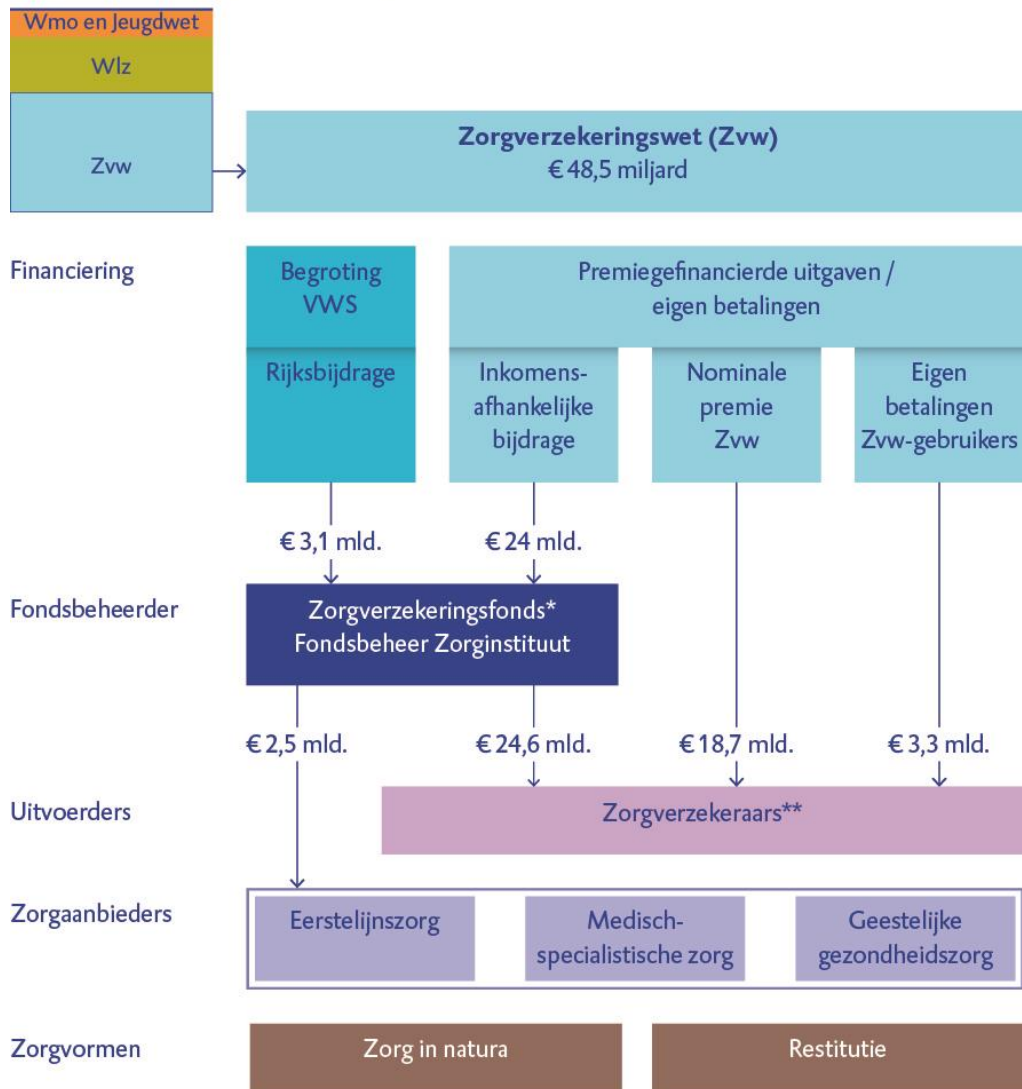 Wmo en Jeugdwet
Wlz
Zvw
Zorgverzekeringswet (Zvw)
€ 48,5 miljard
Financiering
Begroting
VWS
Premiegefinancierde uitgaven /
eigen betalingen
Rijksbijdrage
Inkomens-
afhankelijke
bijdrage
Nominale
premie
Zvw
Eigen
betalingen
Zvw-gebruikers
€ 3,1 mld.
€ 24 mld.
Fondsbeheerder
Zorgverzekeringsfonds*
Fondsbeheer Zorginstituut
€ 2,5 mld.
€ 24,6 mld.
€ 18,7 mld.
€ 3,3 mld.
Uitvoerders
Zorgverzekeraars**
Zorgaanbieders
Eerstelijnszorg
Medisch-
specialistische zorg
Geestelijke
gezondheidszorg
Zorgvormen
Zorg in natura
Restitutie